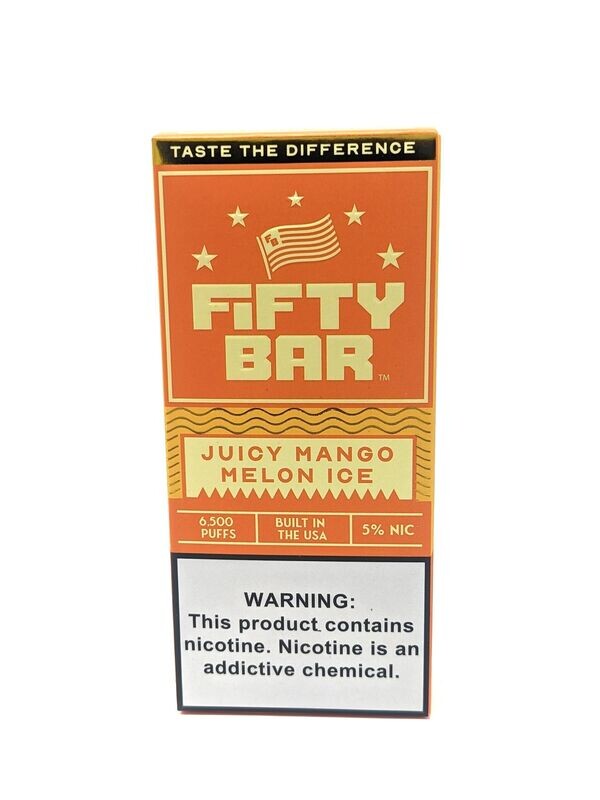 TASTE THE DIFFERENCE
FB
FiFTY
BAR
TM
JUICY MANGO
MELON ICE
6,500
PUFFS
BUILT IN
THE USA
5% NIC
WARNING:
This product contains
nicotine. Nicotine is an
addictive chemical.